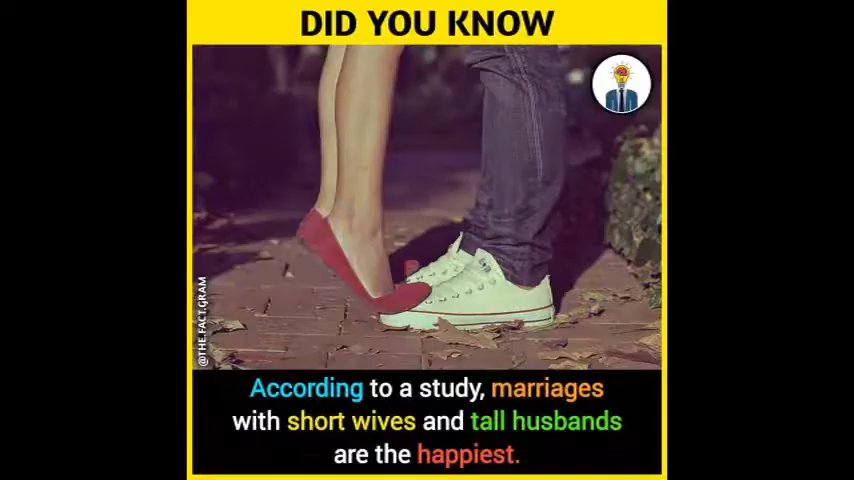 DID YOU KNOW
@THE.FACT.GRAM
According to a study, marriages
with short wives and tall husbands
are the happiest.